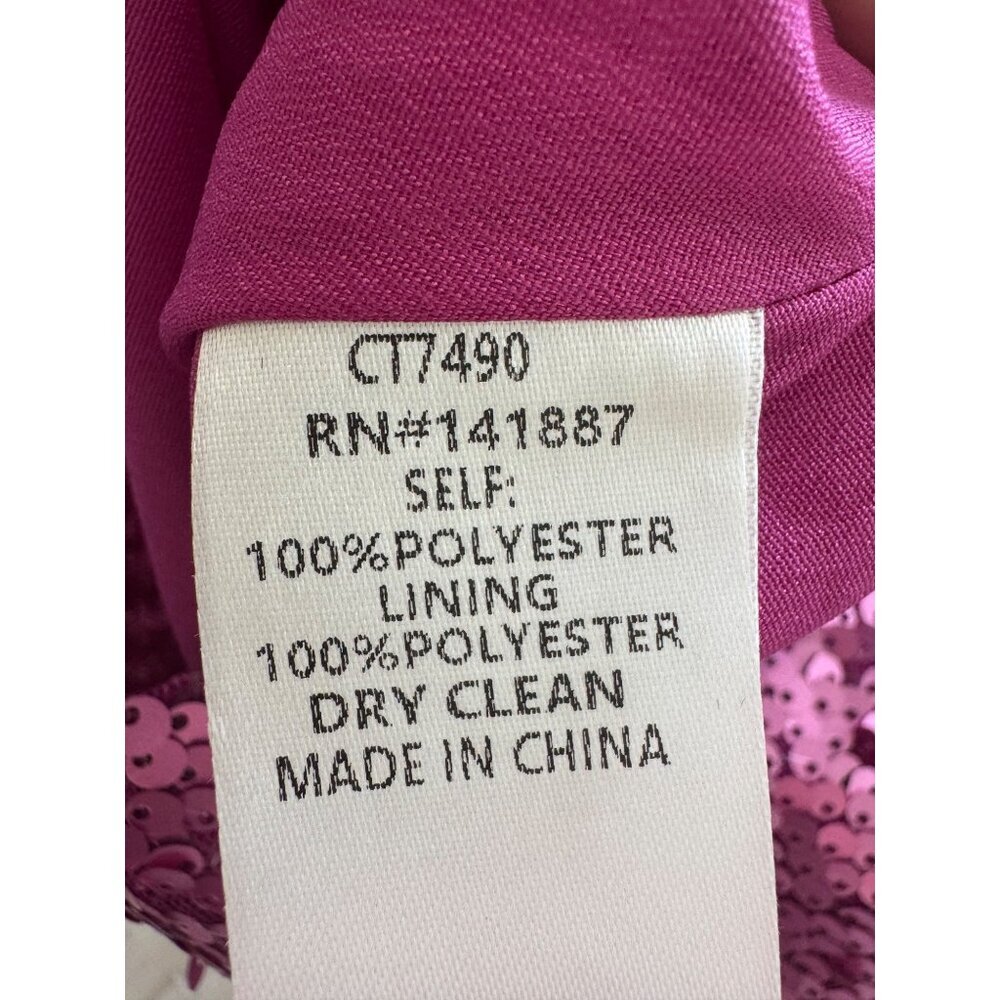 CT7490
RN#141887
SELF:
100%POLYESTER
LINING
100%POLYESTER
DRY CLEAN
MADE IN CHINA